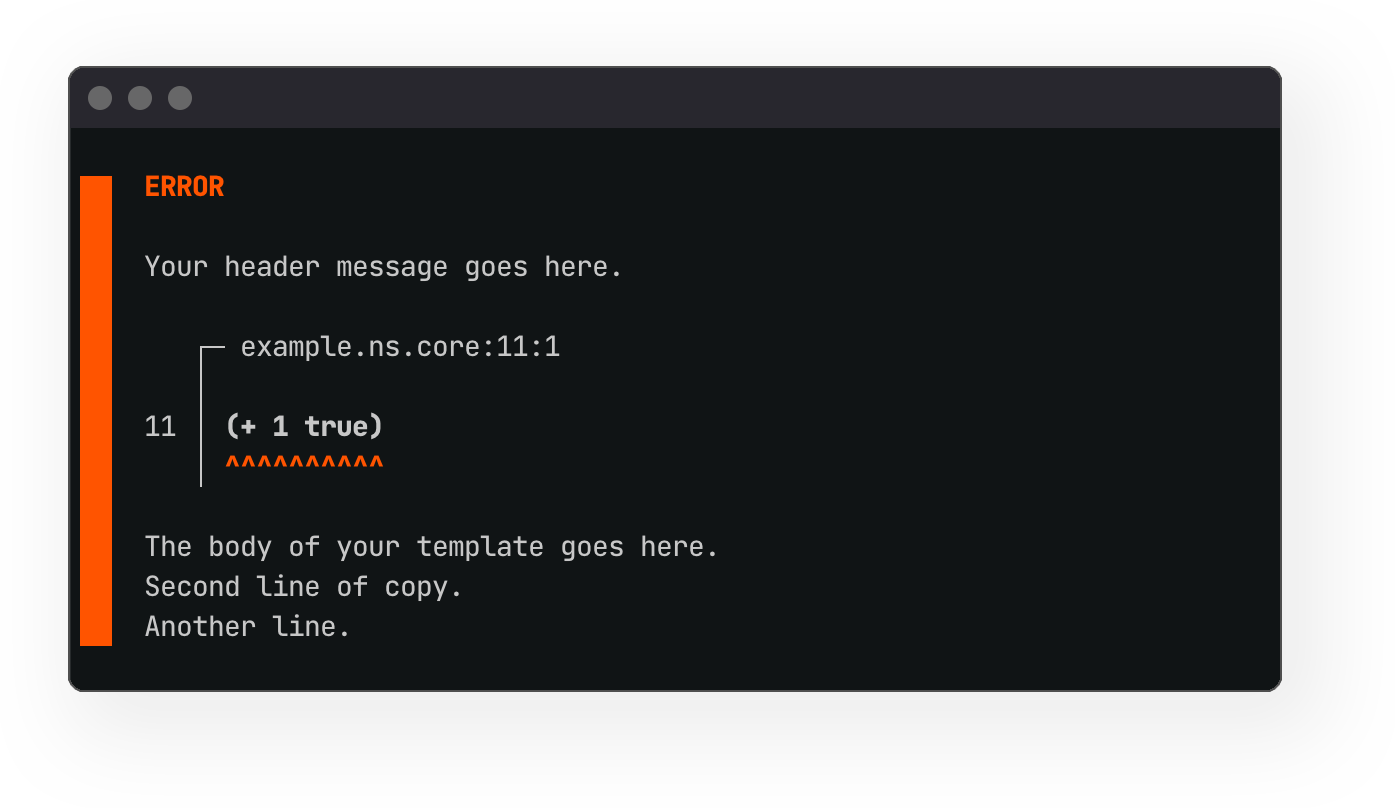 ERROR
Your header message goes here.
example.ns.core:11:1
11 (+ 1 true)
^^^^^^^^^^
The body of your template goes here.
Second line of copy.
Another line.